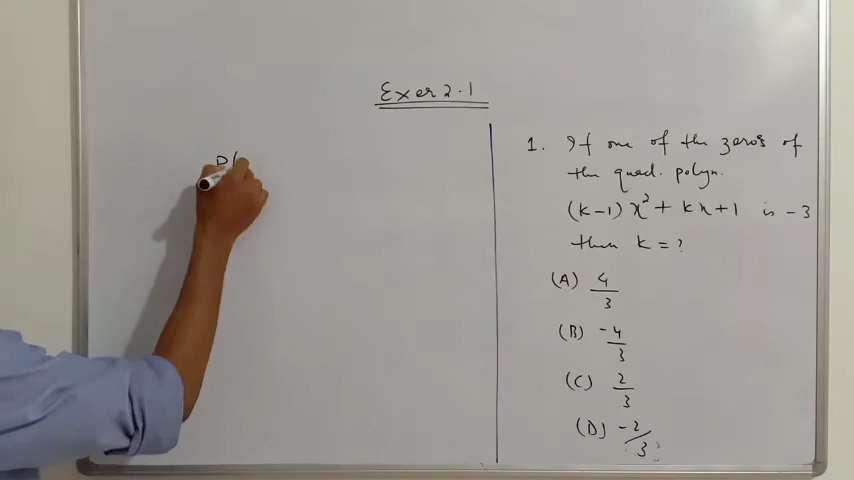 Exer 2.1
P(
1. If one of the zeros of
the quad. polyn.
(k-1) x² + kx + 1 is -3
then k = ?
(A) 4/3
(B) -4/3
(C) 2/3
(D) -2/3